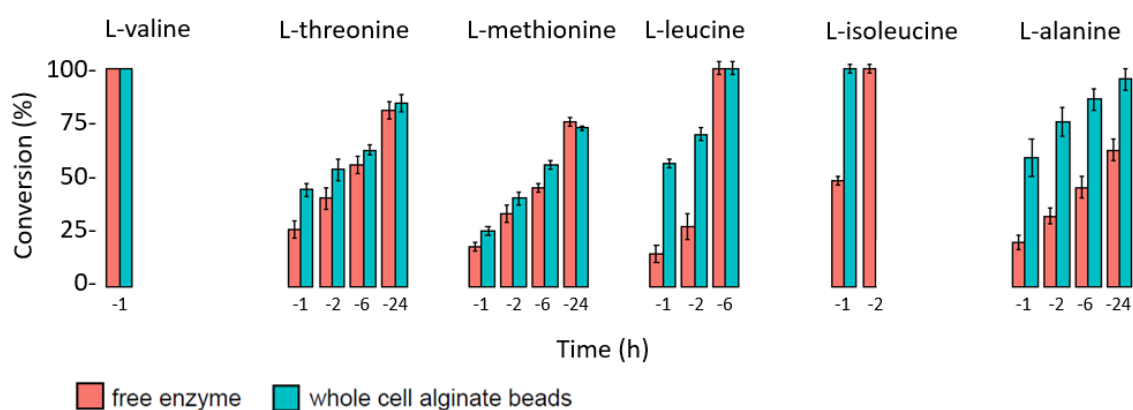 L-valine L-threonine L-methionine L-leucine L-isoleucine L-alanine
Conversion (%)
100-
75-
50-
25-
0-
-1 -1 -2 -6 -24 -1 -2 -6 -24 -1 -2 -6 -1 -2 -1 -2 -6 -24
Time (h)
free enzyme whole cell alginate beads